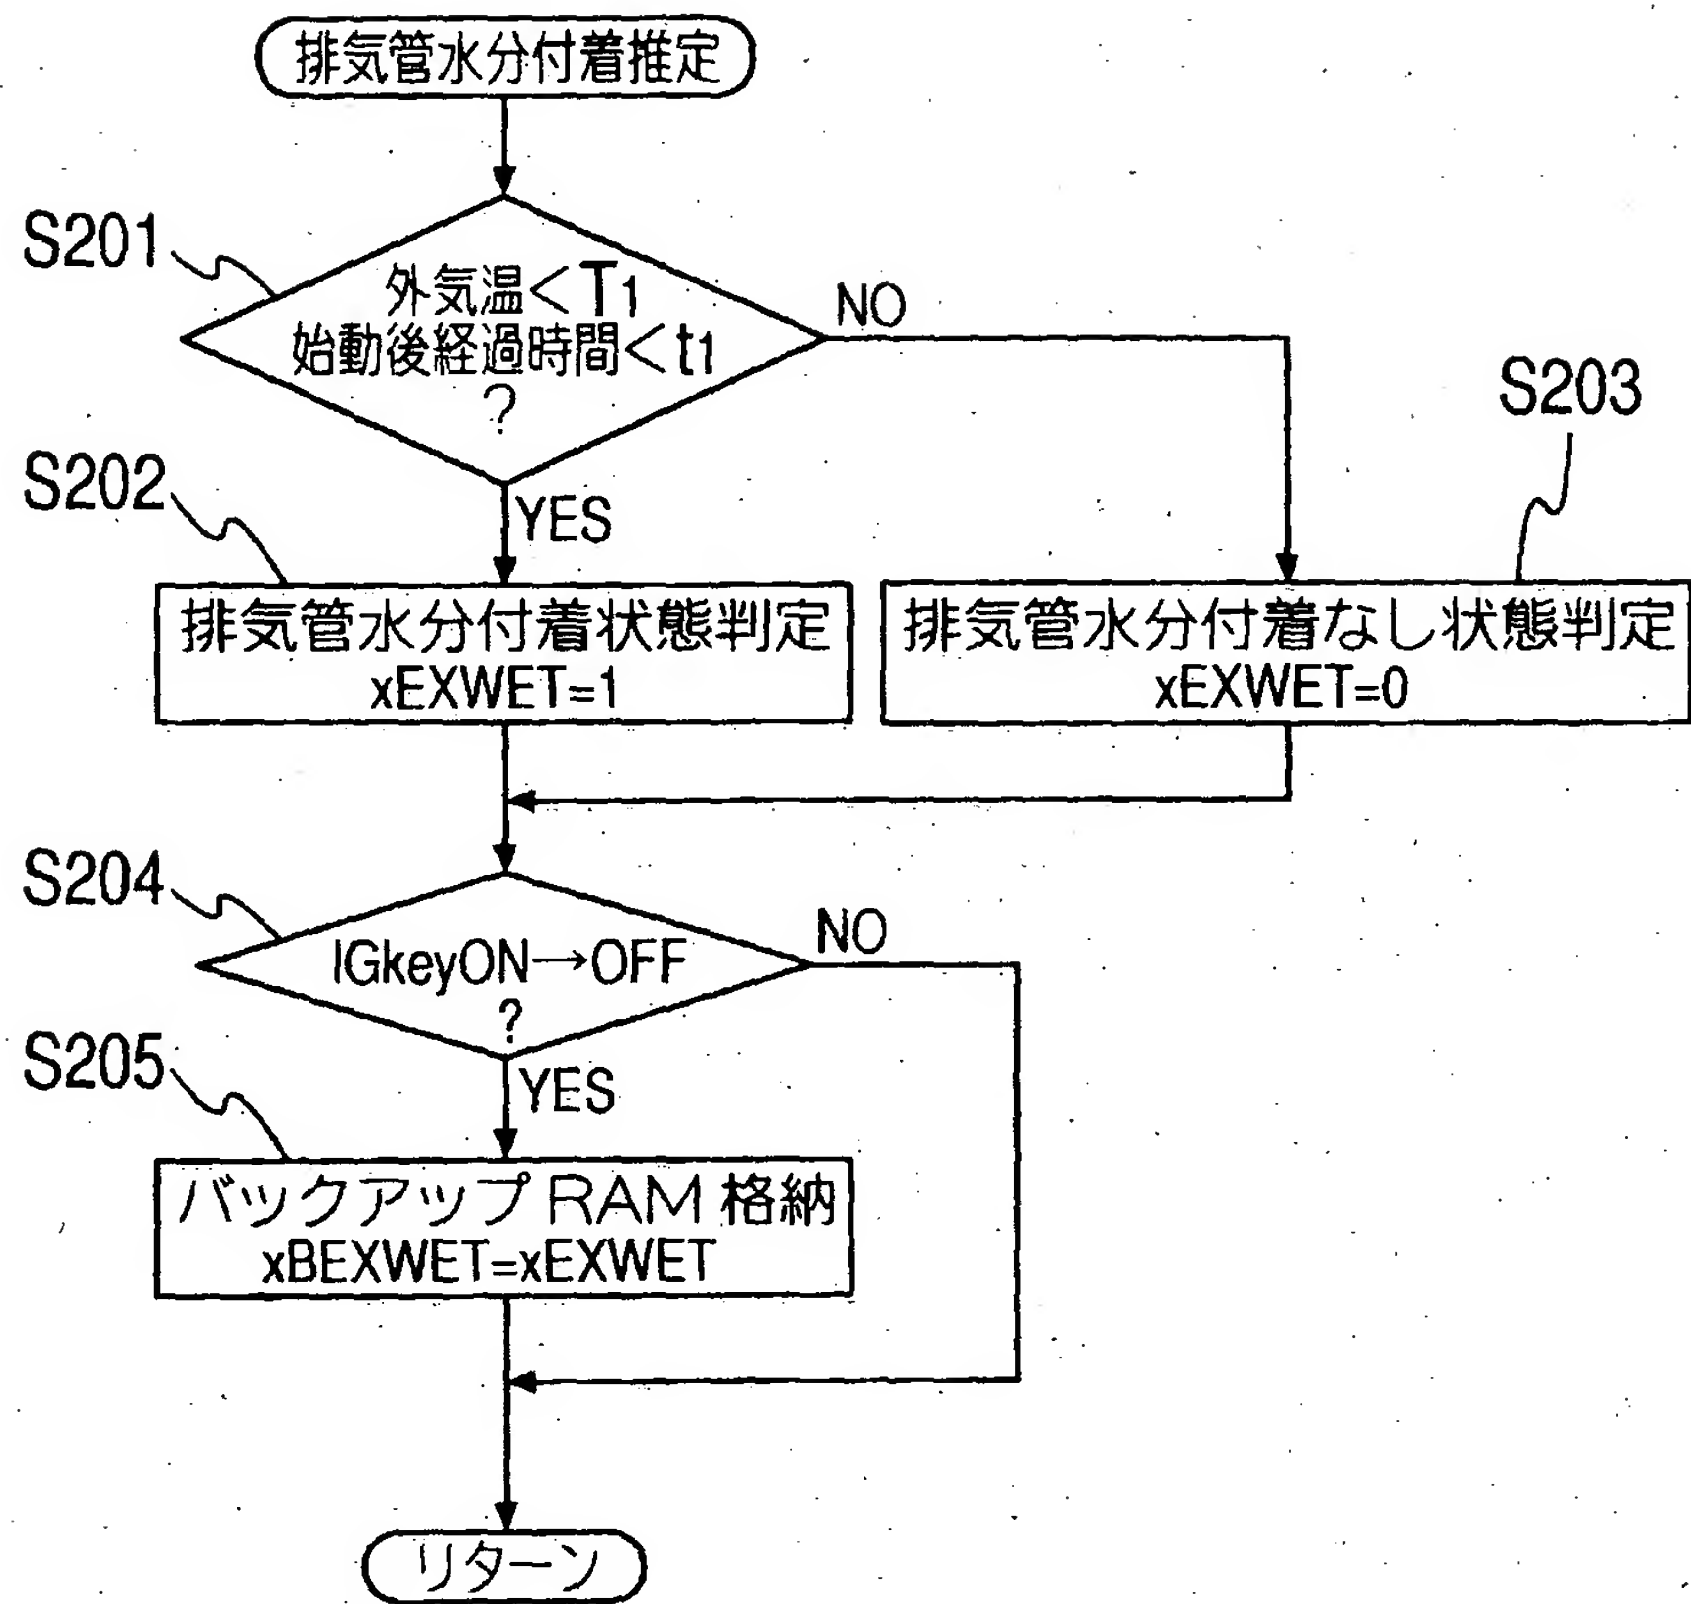 排気管水分付着推定
S201
外気温<T1
始動後経過時間<t1
?
NO
YES
S202
排気管水分付着状態判定
xEXWET=1
S203
排気管水分付着なし状態判定
xEXWET=0
S204
IGkeyON→OFF
?
NO
YES
S205
バックアップRAM格納
xBEXWET=xEXWET
リターン